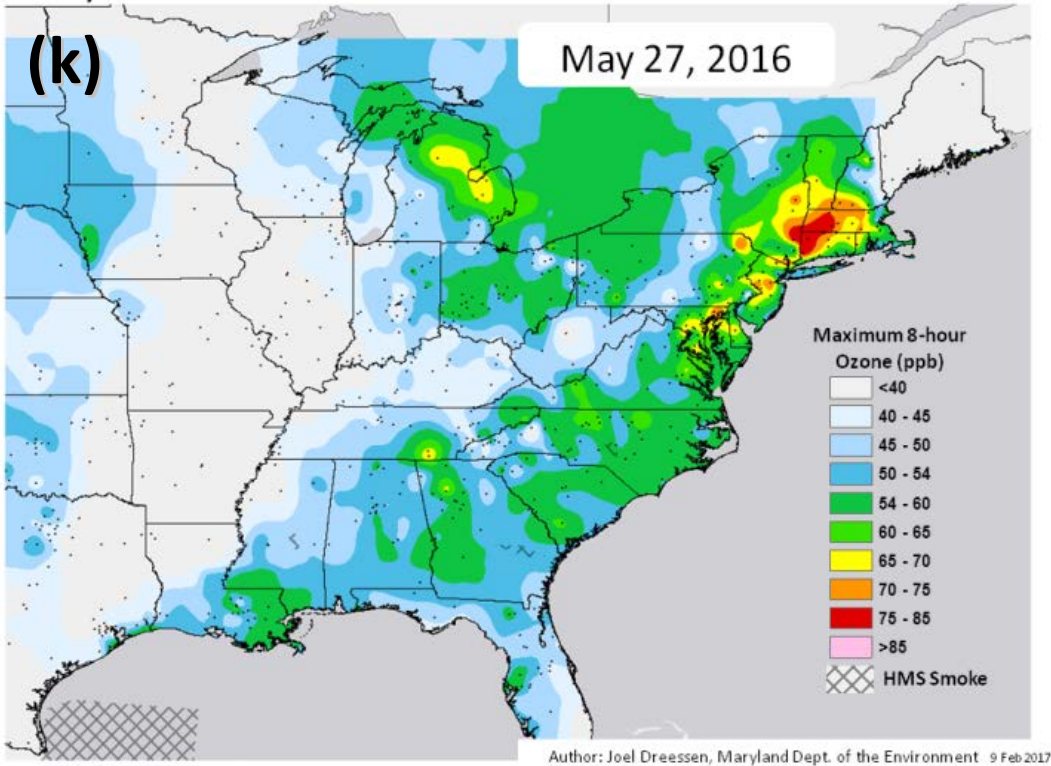 (k)
May 27, 2016
Maximum 8-hour
Ozone (ppb)
<40
40 - 45
45 - 50
50 - 54
54 - 60
60 - 65
65 - 70
70 - 75
75 - 85
>85
HMS Smoke
Author: Joel Dreessen, Maryland Dept. of the Environment 9 Feb 2017